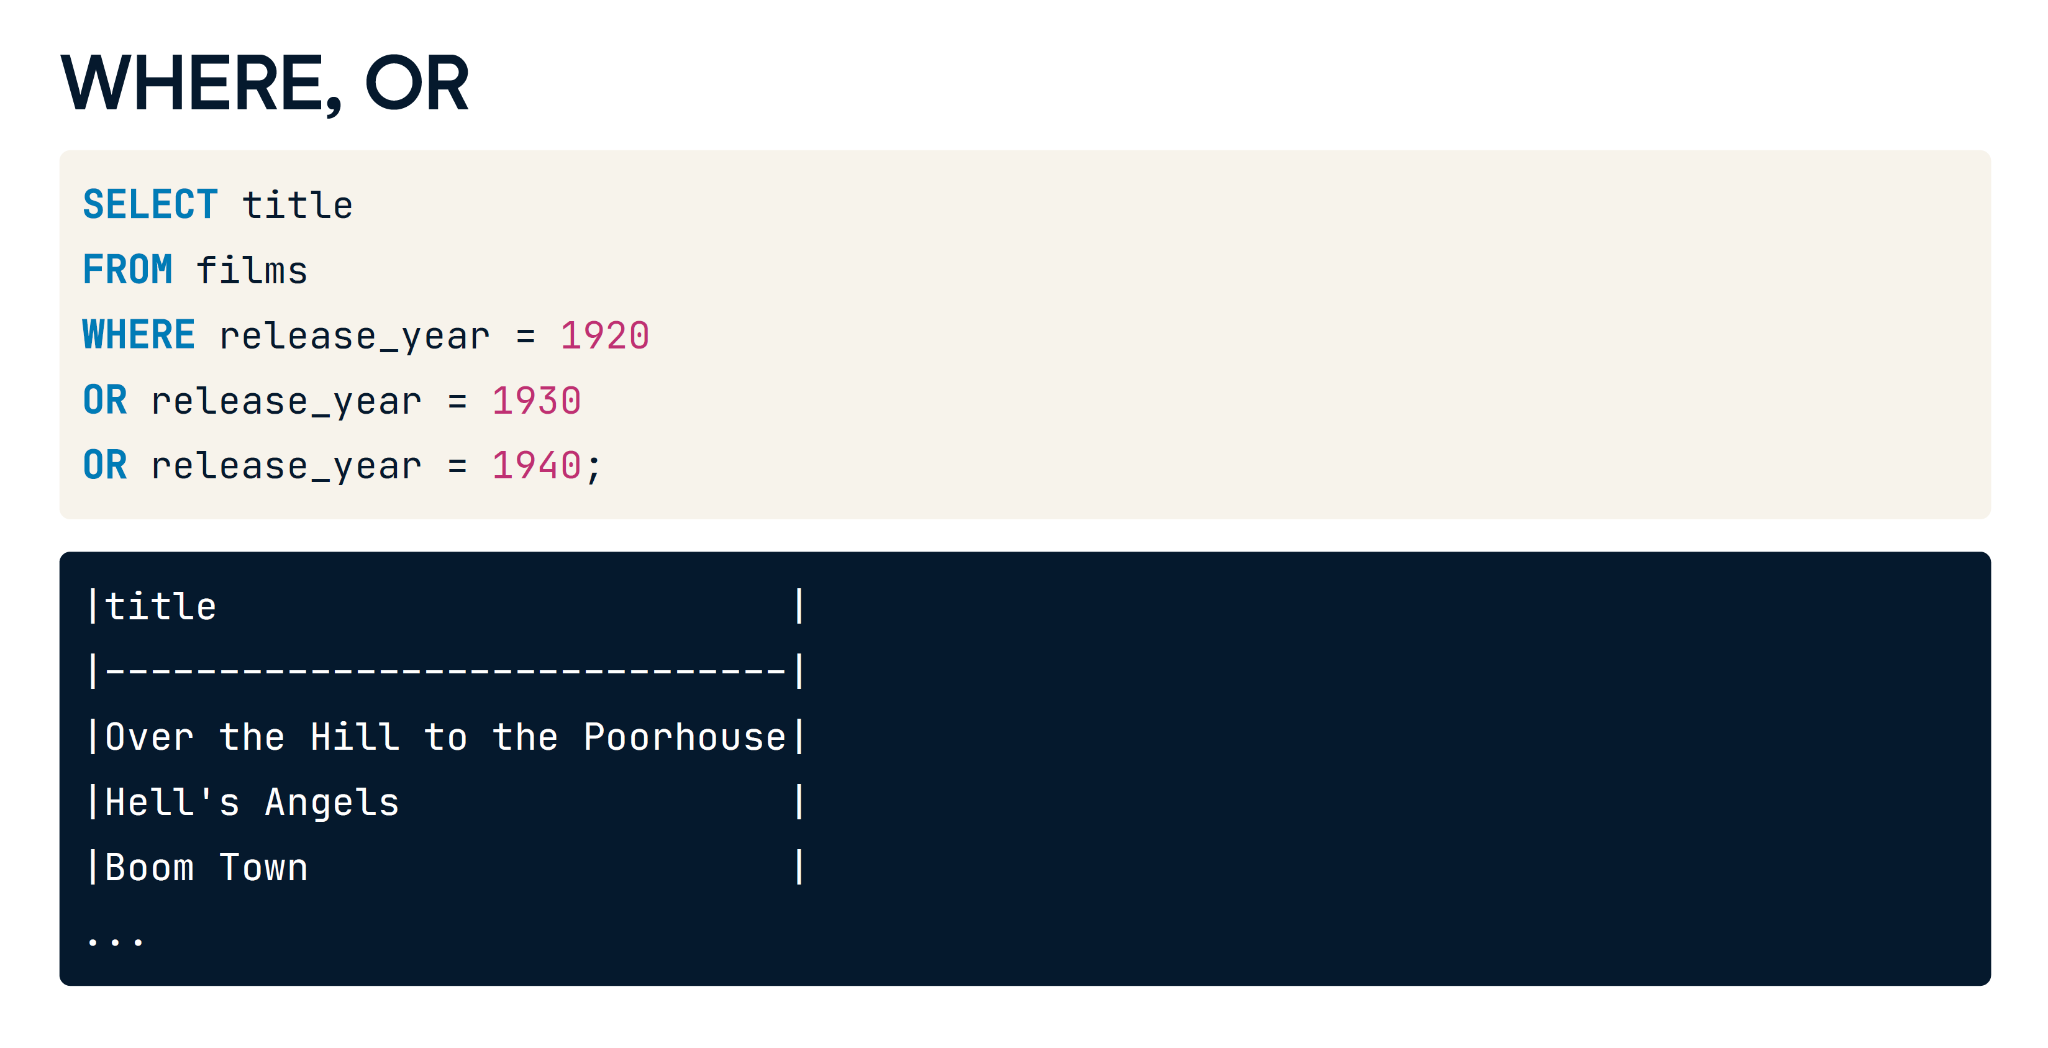 WHERE, OR
SELECT title
FROM films
WHERE release_year = 1920
OR release_year = 1930
OR release_year = 1940;
|title                         |
|------------------------------|
|Over the Hill to the Poorhouse|
|Hell's Angels                 |
|Boom Town                     |
...